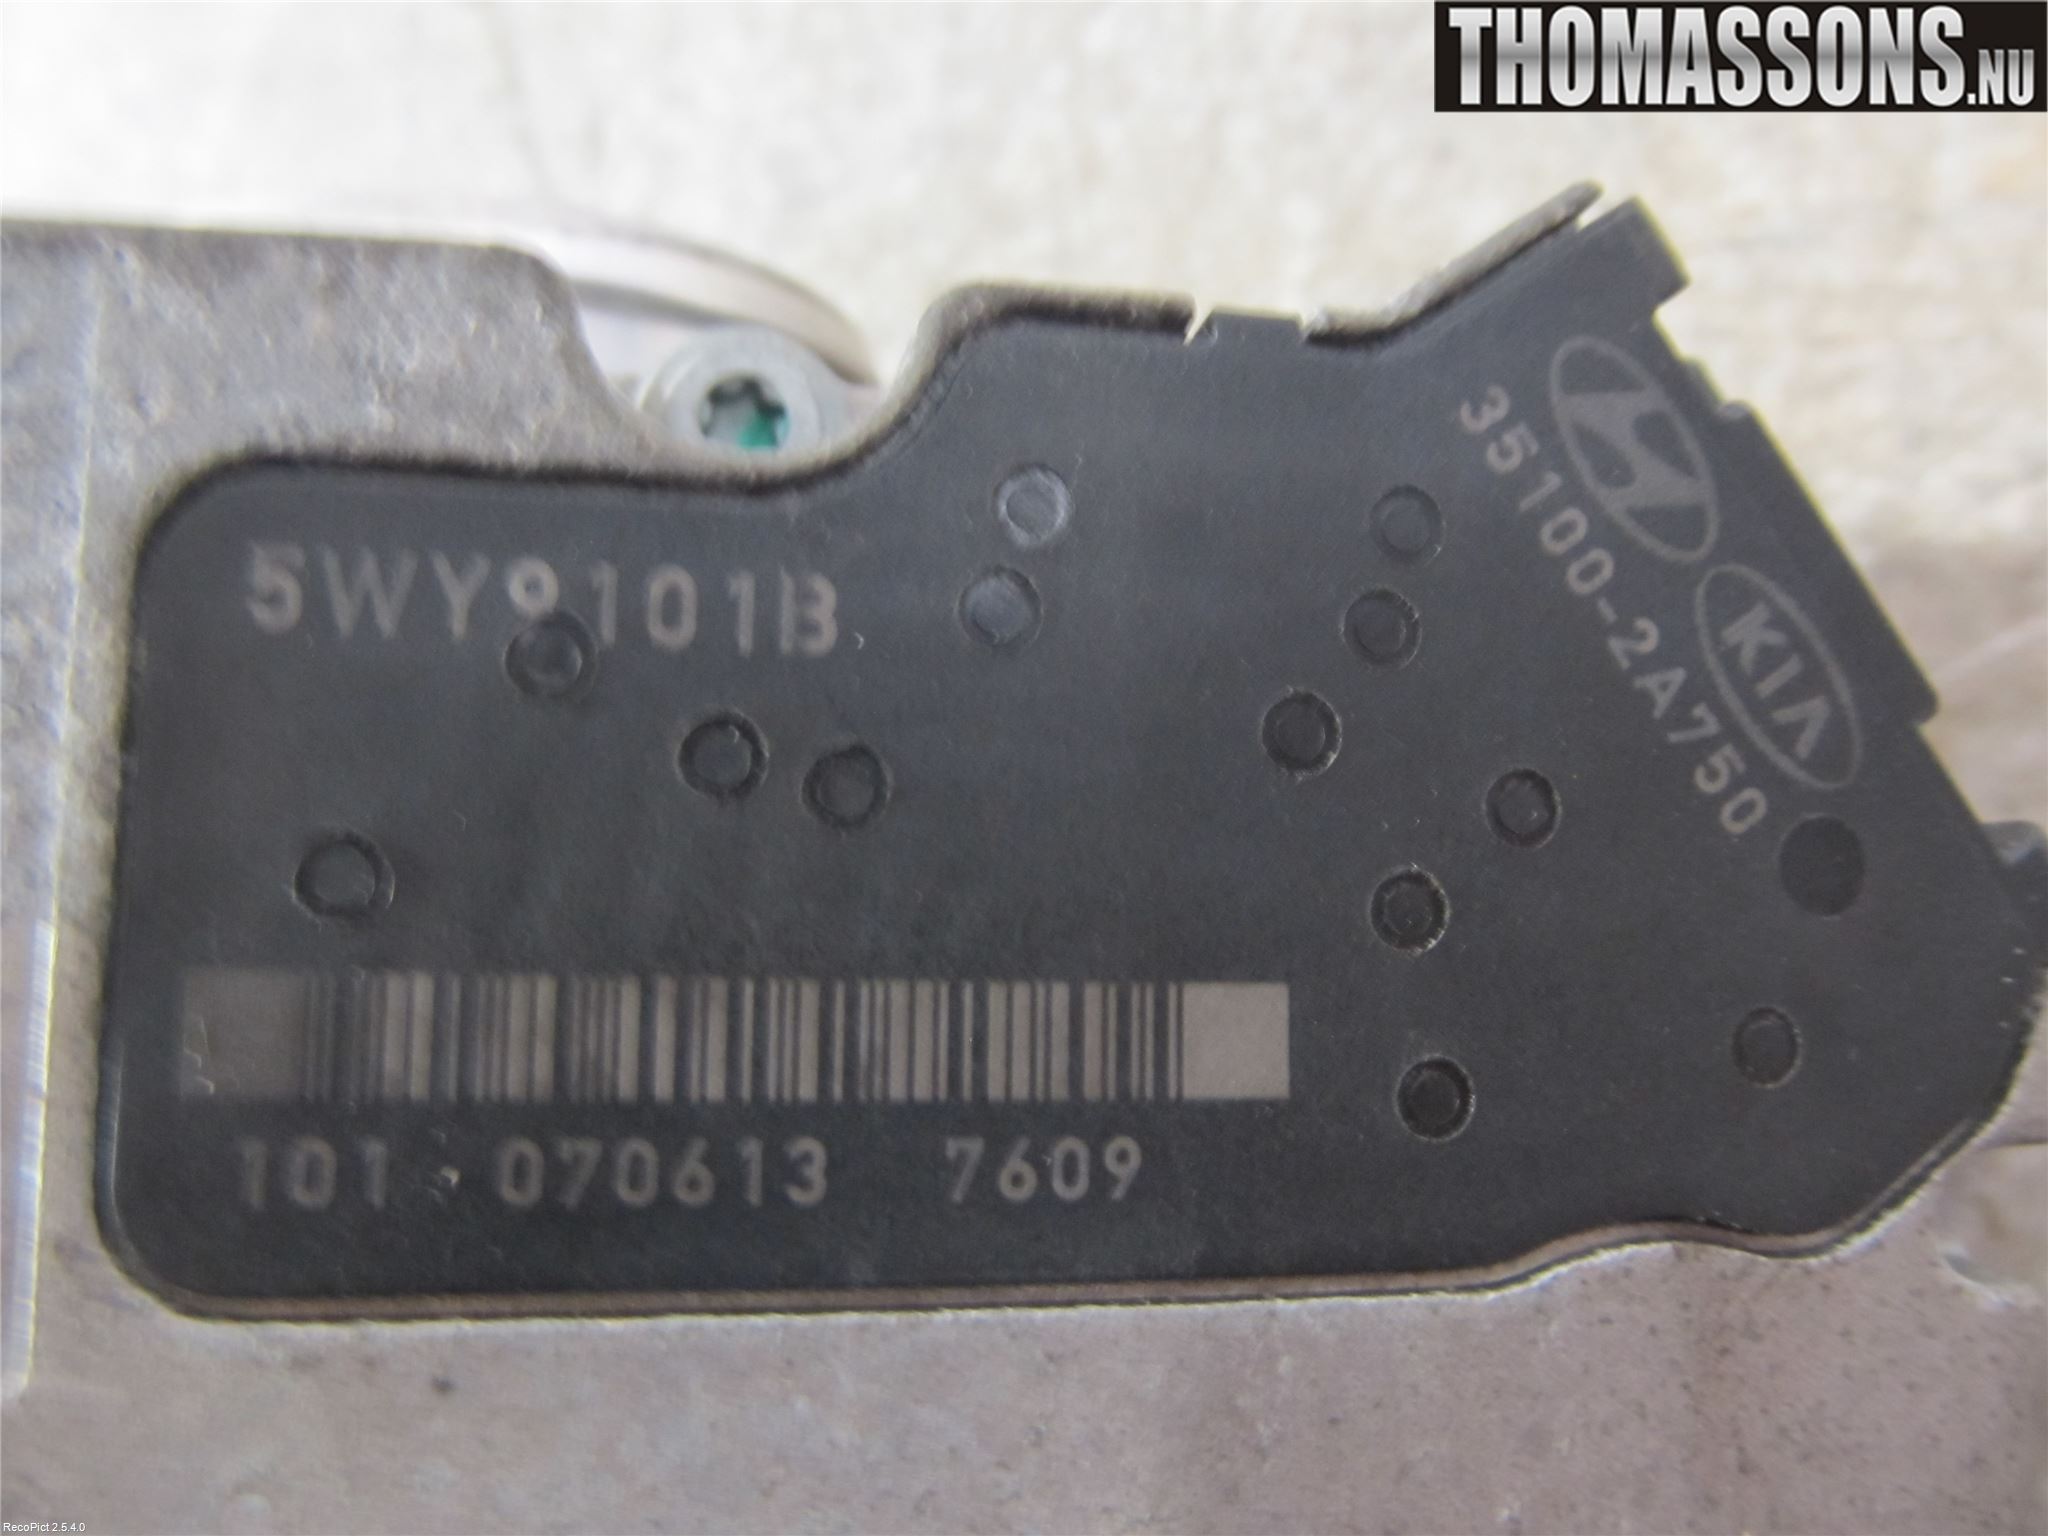 THOMASSONS.NU
35100-2A750
KIA
5WY9101B
101 070613 7609
RecoPict 2.5.4.0